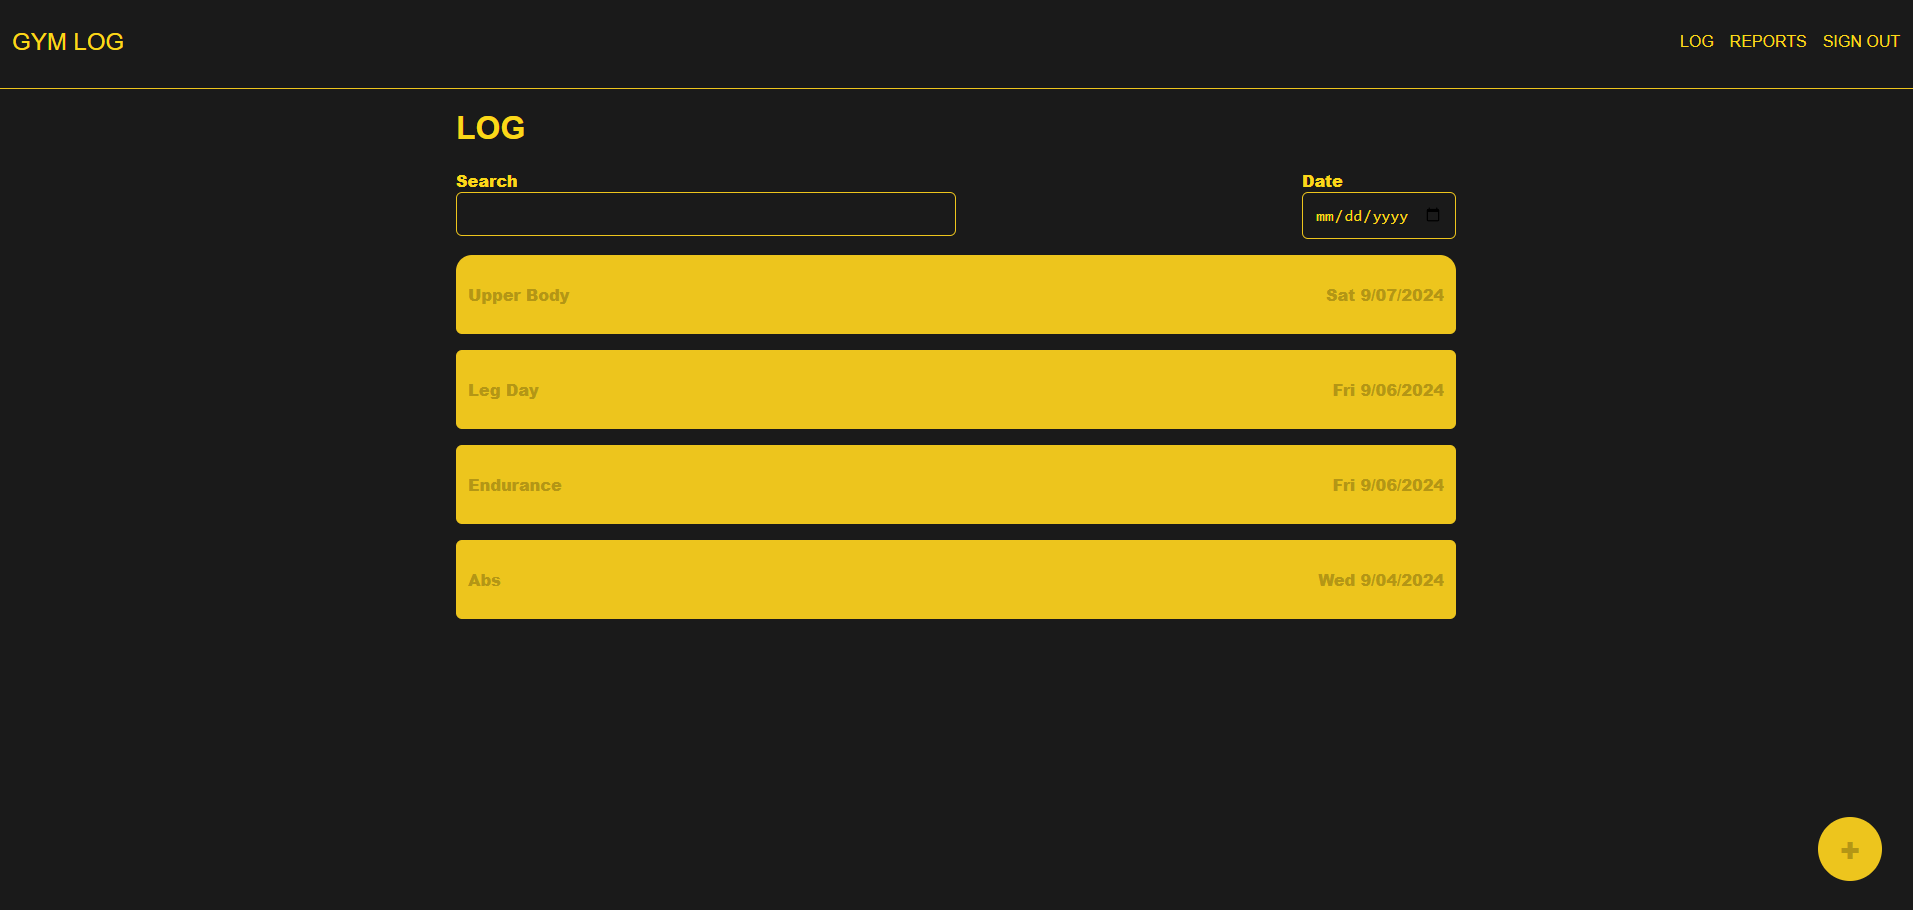 GYM LOG
LOG REPORTS SIGN OUT
LOG
Search Date
mm/dd/yyyy
Upper Body Sat 9/07/2024
Leg Day Fri 9/06/2024
Endurance Fri 9/06/2024
Abs Wed 9/04/2024
+